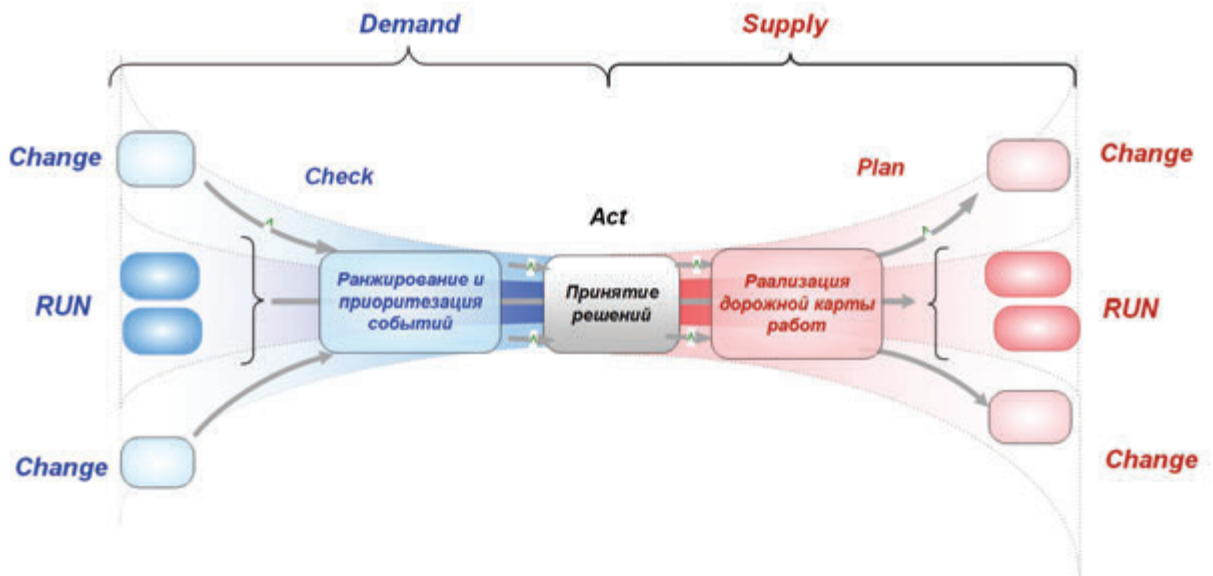 Demand
Supply
Change
Change
Check
Plan
Act
RUN
Ранжирование и
приоритезация
событий
Принятие
решений
Раализация
дорожной карты
работ
RUN
Change
Change